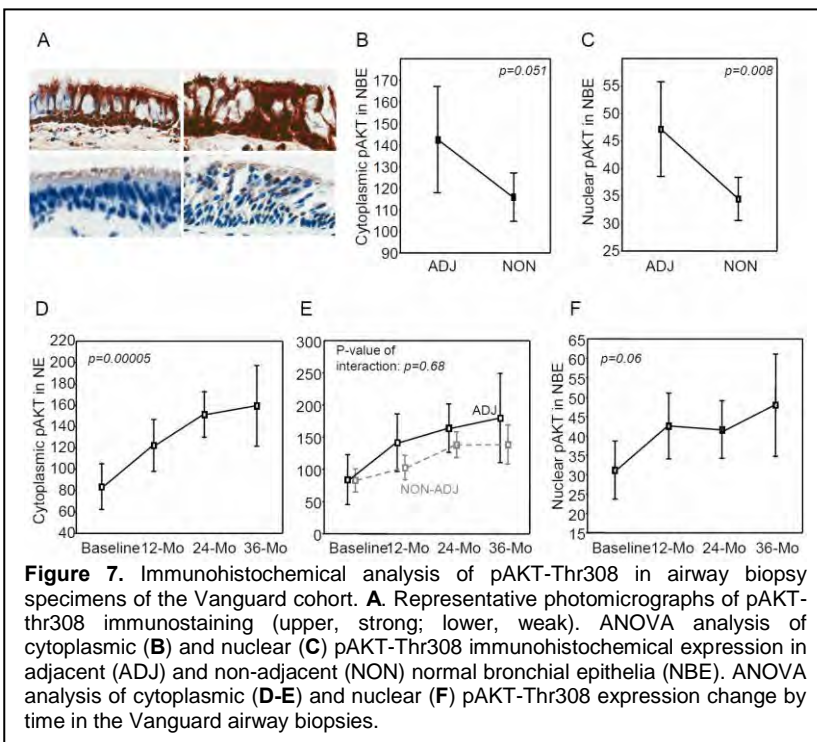 A
B
C
Cytoplasmic pAKT in NBE
170
160
150
140
130
120
110
100
90
p=0.051
ADJ
NON
Nuclear pAKT in NBE
55
50
45
40
35
30
25
p=0.008
ADJ
NON
D
E
F
Cytoplasmic pAKT in NE
220
200
180
160
140
120
100
80
60
40
p=0.00005
Baseline 12-Mo 24-Mo 36-Mo
300
250
200
150
100
50
0
P-value of
interaction: p=0.68
ADJ
NON-ADJ
Baseline 12-Mo 24-Mo 36-Mo
Nuclear pAKT in NBE
65
60
55
50
45
40
35
30
25
20
15
p=0.06
Baseline 12-Mo 24-Mo 36-Mo
Figure 7. Immunohistochemical analysis of pAKT-Thr308 in airway biopsy
specimens of the Vanguard cohort. A. Representative photomicrographs of pAKT-
thr308 immunostaining (upper, strong; lower, weak). ANOVA analysis of
cytoplasmic (B) and nuclear (C) pAKT-Thr308 immunohistochemical expression in
adjacent (ADJ) and non-adjacent (NON) normal bronchial epithelia (NBE). ANOVA
analysis of cytoplasmic (D-E) and nuclear (F) pAKT-Thr308 expression change by
time in the Vanguard airway biopsies.